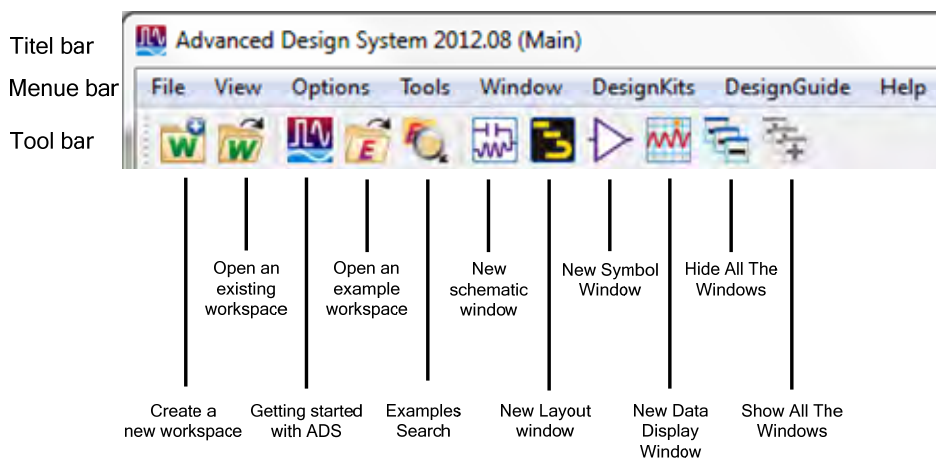 Titel bar
Advanced Design System 2012.08 (Main)
Menue bar
File View Options Tools Window DesignKits DesignGuide Help
Tool bar
W W E
Open an
existing
workspace
Open an
example
workspace
New
schematic
window
New Symbol
Window
Hide All The
Windows
Create a
new workspace
Getting started
with ADS
Examples
Search
New Layout
window
New Data
Display
Window
Show All The
Windows